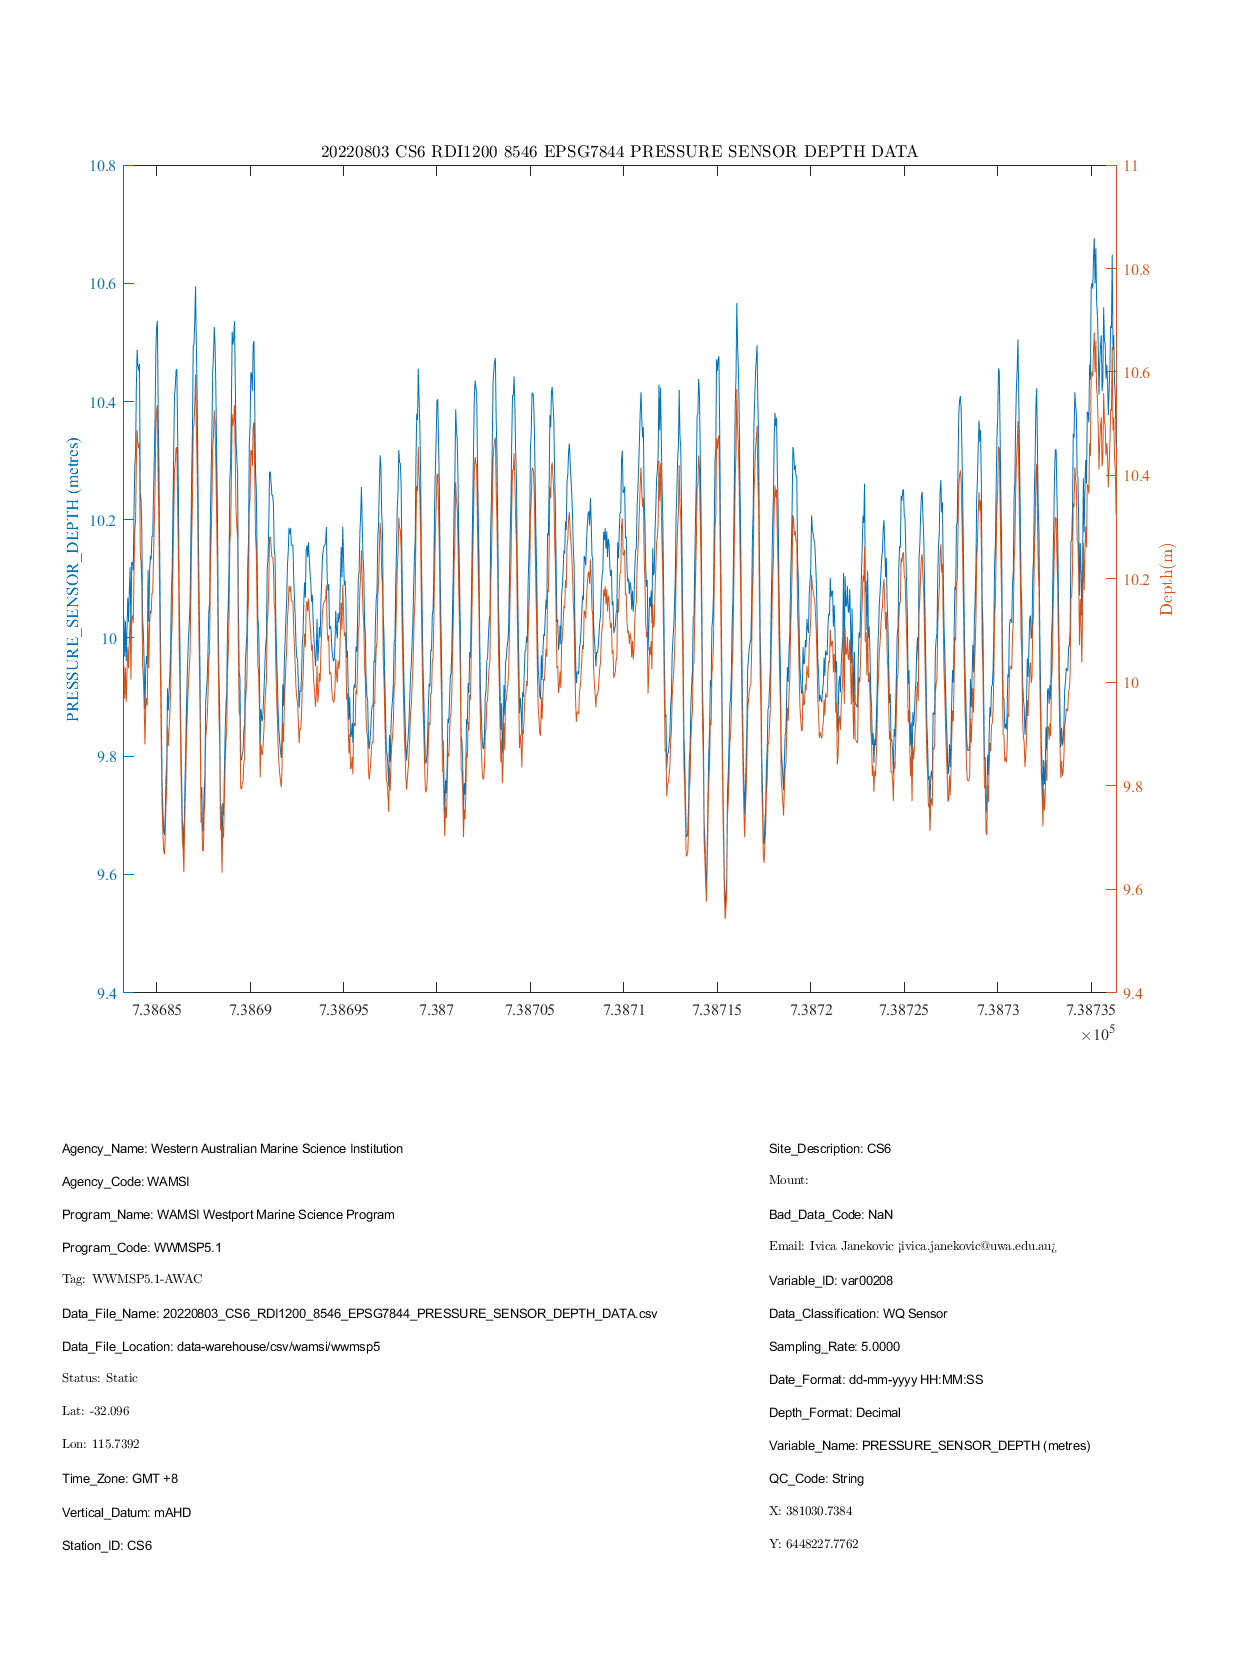 20220803 CS6 RDI1200 8546 EPSG7844 PRESSURE SENSOR DEPTH DATA
10.8
10.6
10.4
10.2
10
9.8
9.6
9.4
PRESSURE_SENSOR_DEPTH (metres)
11
10.8
10.6
10.4
10.2
10
9.8
9.6
9.4
Depth(m)
7.38685 7.3869 7.38695 7.387 7.38705 7.3871 7.38715 7.3872 7.38725 7.3873 7.38735
×10⁵
Agency_Name: Western Australian Marine Science Institution
Agency_Code: WAMSI
Program_Name: WAMSI Westport Marine Science Program
Program_Code: WWMSP5.1
Tag: WWMSP5.1-AWAC
Data_File_Name: 20220803_CS6_RDI1200_8546_EPSG7844_PRESSURE_SENSOR_DEPTH_DATA.csv
Data_File_Location: data-warehouse/csv/wamsi/wwmsp5
Status: Static
Lat: -32.096
Lon: 115.7392
Time_Zone: GMT +8
Vertical_Datum: mAHD
Station_ID: CS6
Site_Description: CS6
Mount:
Bad_Data_Code: NaN
Email: Ivica Janekovic ¡ivica.janekovic@uwa.edu.au¿
Variable_ID: var00208
Data_Classification: WQ Sensor
Sampling_Rate: 5.0000
Date_Format: dd-mm-yyyy HH:MM:SS
Depth_Format: Decimal
Variable_Name: PRESSURE_SENSOR_DEPTH (metres)
QC_Code: String
X: 381030.7384
Y: 6448227.7762